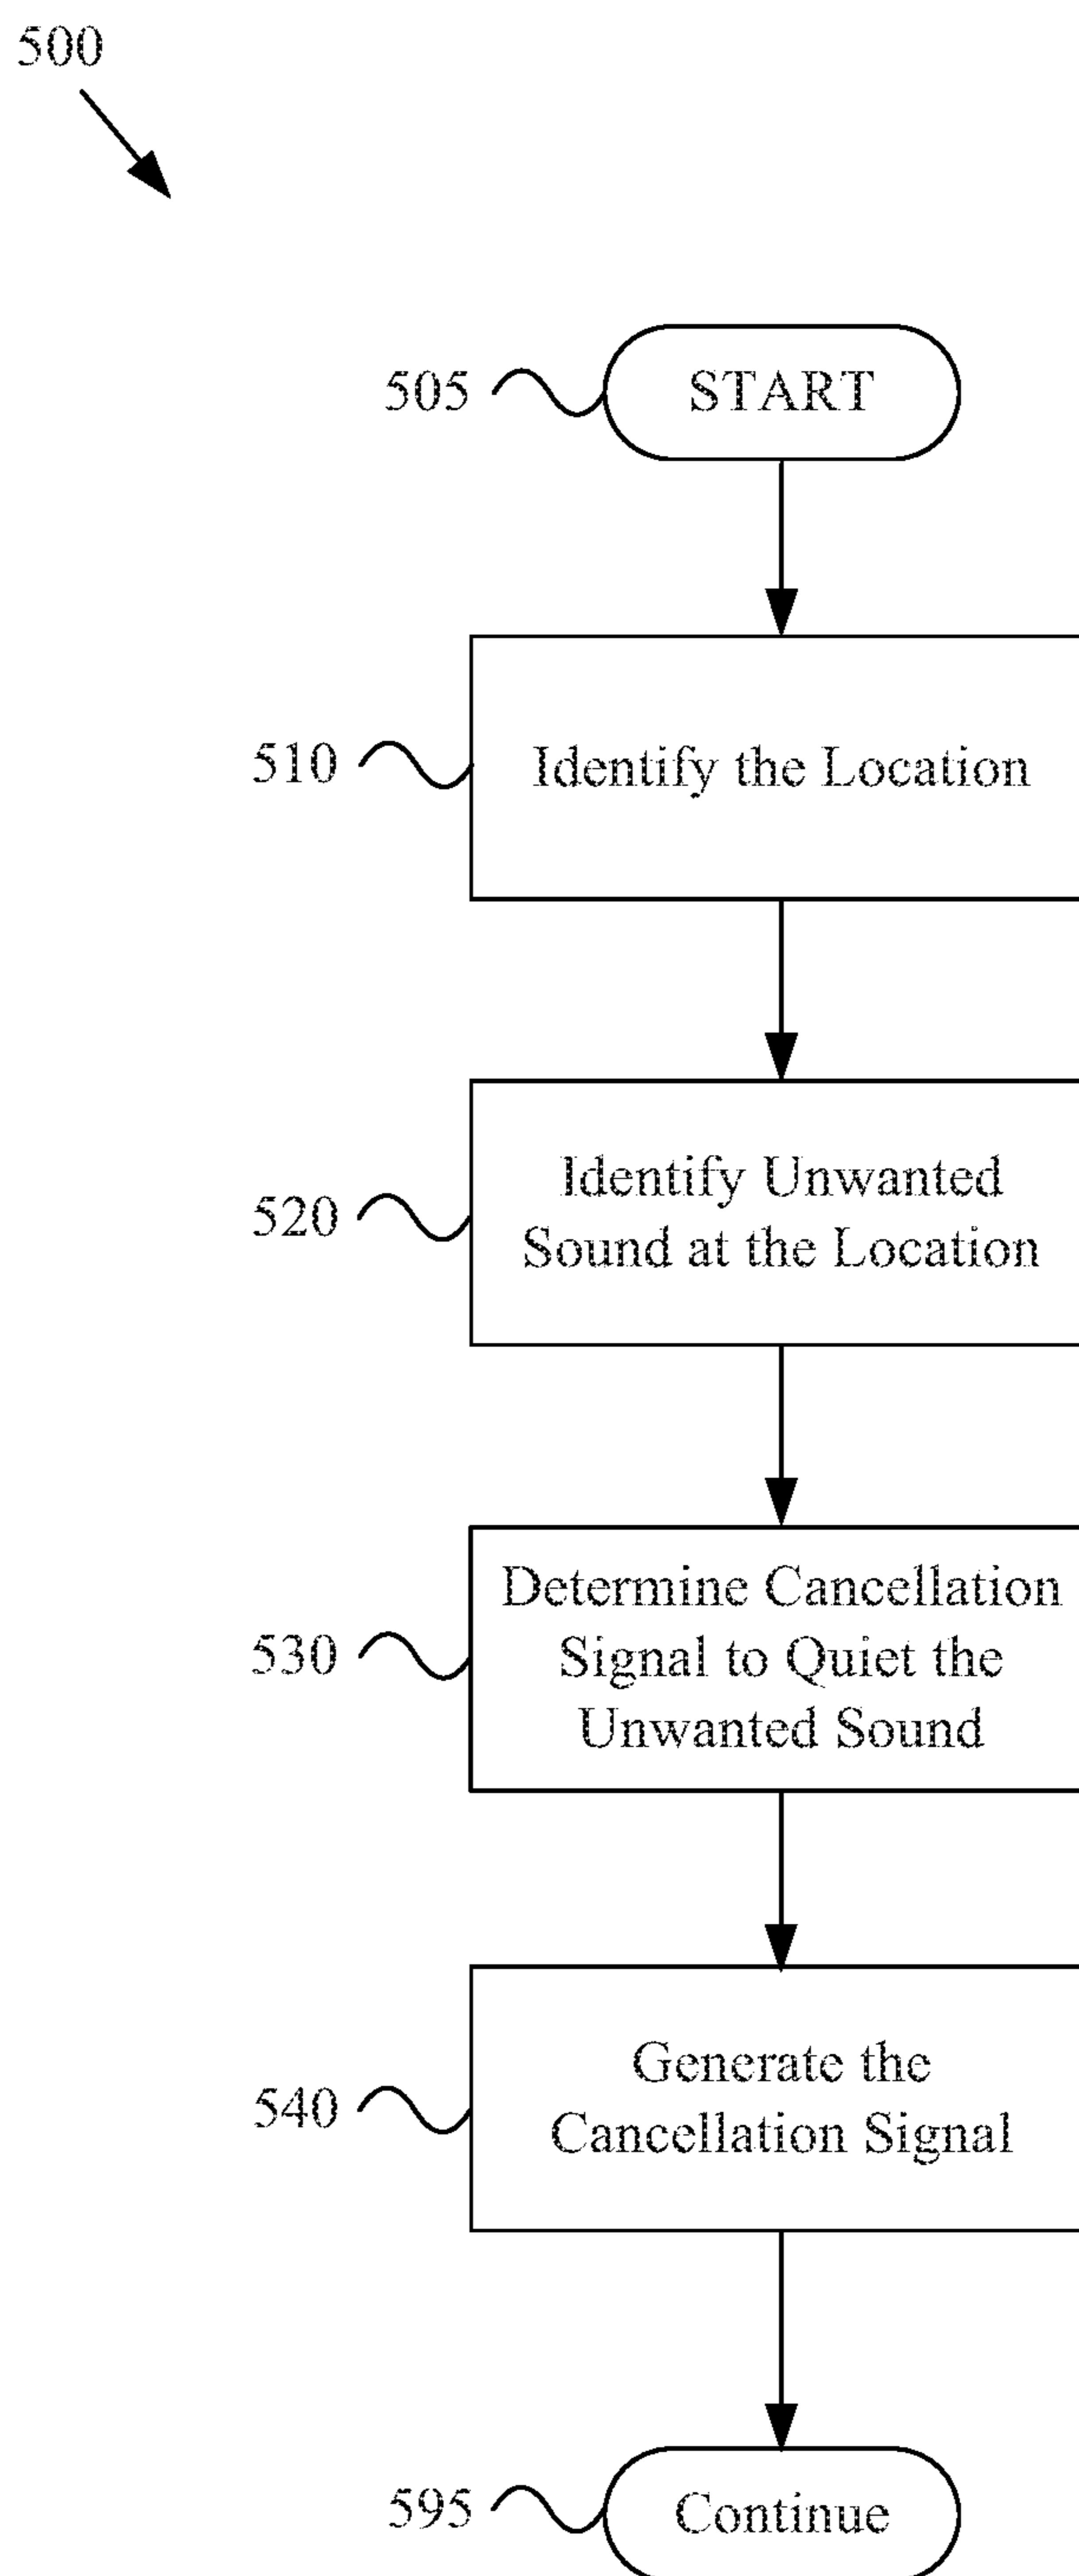 500
505
START
510
Identify the Location
520
Identify Unwanted
Sound at the Location
530
Determine Cancellation
Signal to Quiet the
Unwanted Sound
540
Generate the
Cancellation Signal
595
Continue